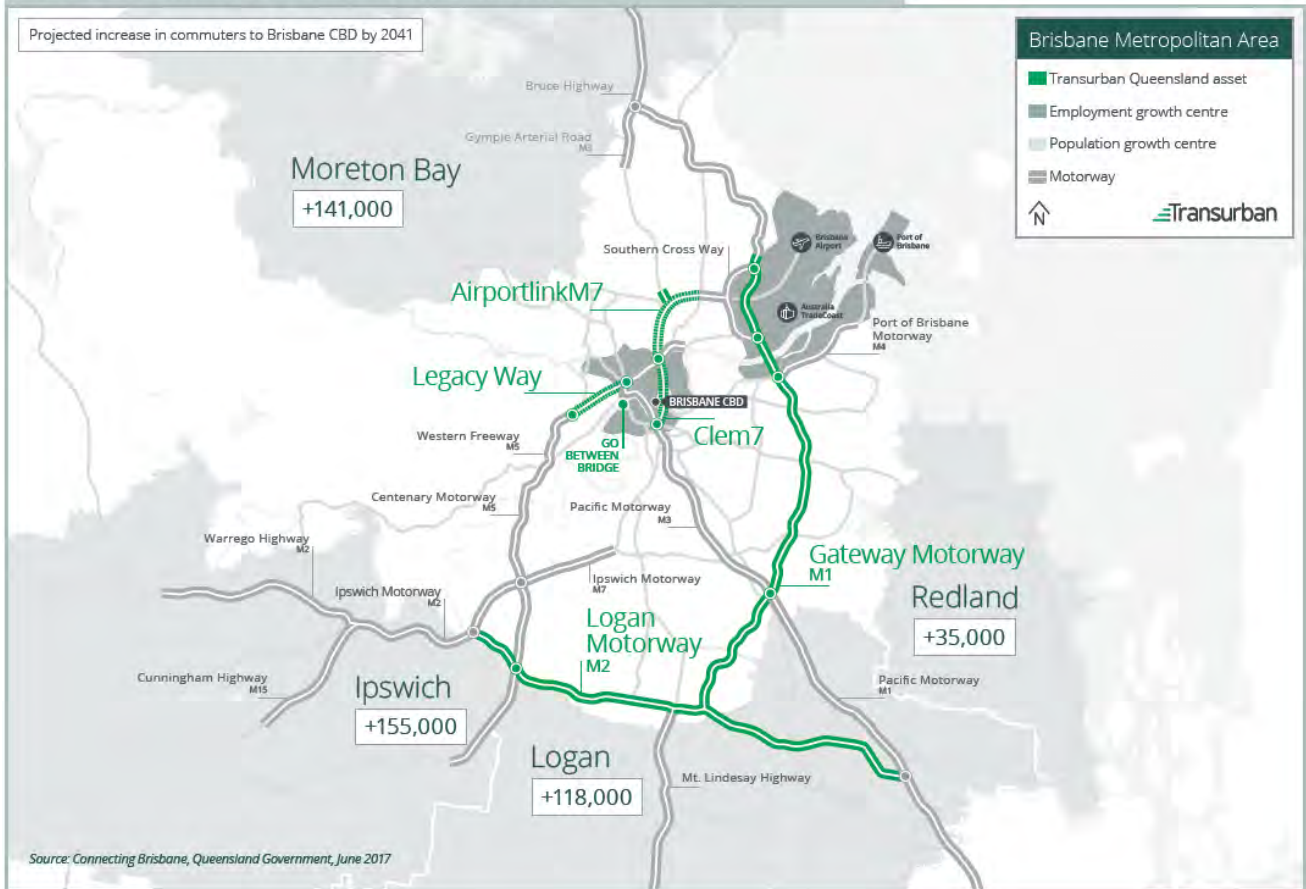 Projected increase in commuters to Brisbane CBD by 2041
Brisbane Metropolitan Area
Transurban Queensland asset
Employment growth centre
Population growth centre
Motorway
N
Transurban
Bruce Highway
Gympie Arterial Road
M3
Moreton Bay
+141,000
Southern Cross Way
Brisbane
Airport
Port of
Brisbane
AirportlinkM7
Australia
TradeCoast
Port of Brisbane
Motorway
M4
Legacy Way
BRISBANE CBD
Western Freeway
M5
GO
BETWEEN
BRIDGE
Clem7
Centenary Motorway
M5
Pacific Motorway
M3
Warrego Highway
M2
Gateway Motorway
M1
Ipswich Motorway
M2
Ipswich Motorway
M7
Redland
+35,000
Logan
Motorway
M2
Cunningham Highway
M15
Ipswich
+155,000
Pacific Motorway
M1
Logan
+118,000
Mt. Lindesay Highway
Source: Connecting Brisbane, Queensland Government, June 2017